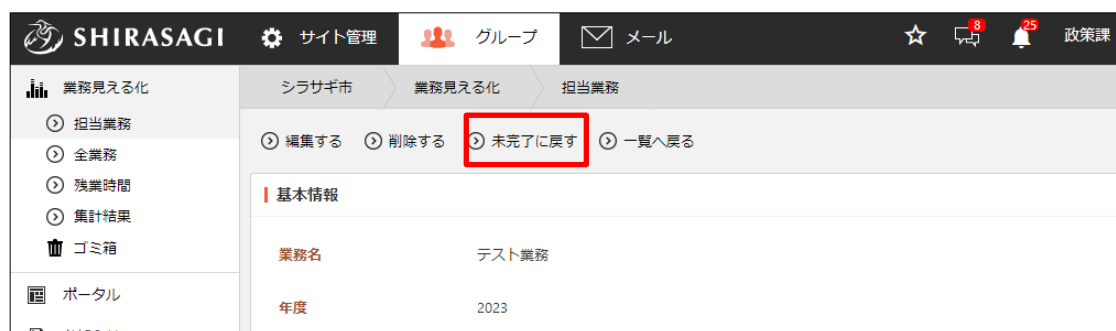 SHIRASAGI サイト管理 グループ メール 8 25 政策課
業務見える化 シラサギ市 業務見える化 担当業務
担当業務
全業務
残業時間
集計結果
ゴミ箱
ポータル
編集する 削除する 未完了に戻す 一覧へ戻る
基本情報
業務名 テスト業務
年度 2023